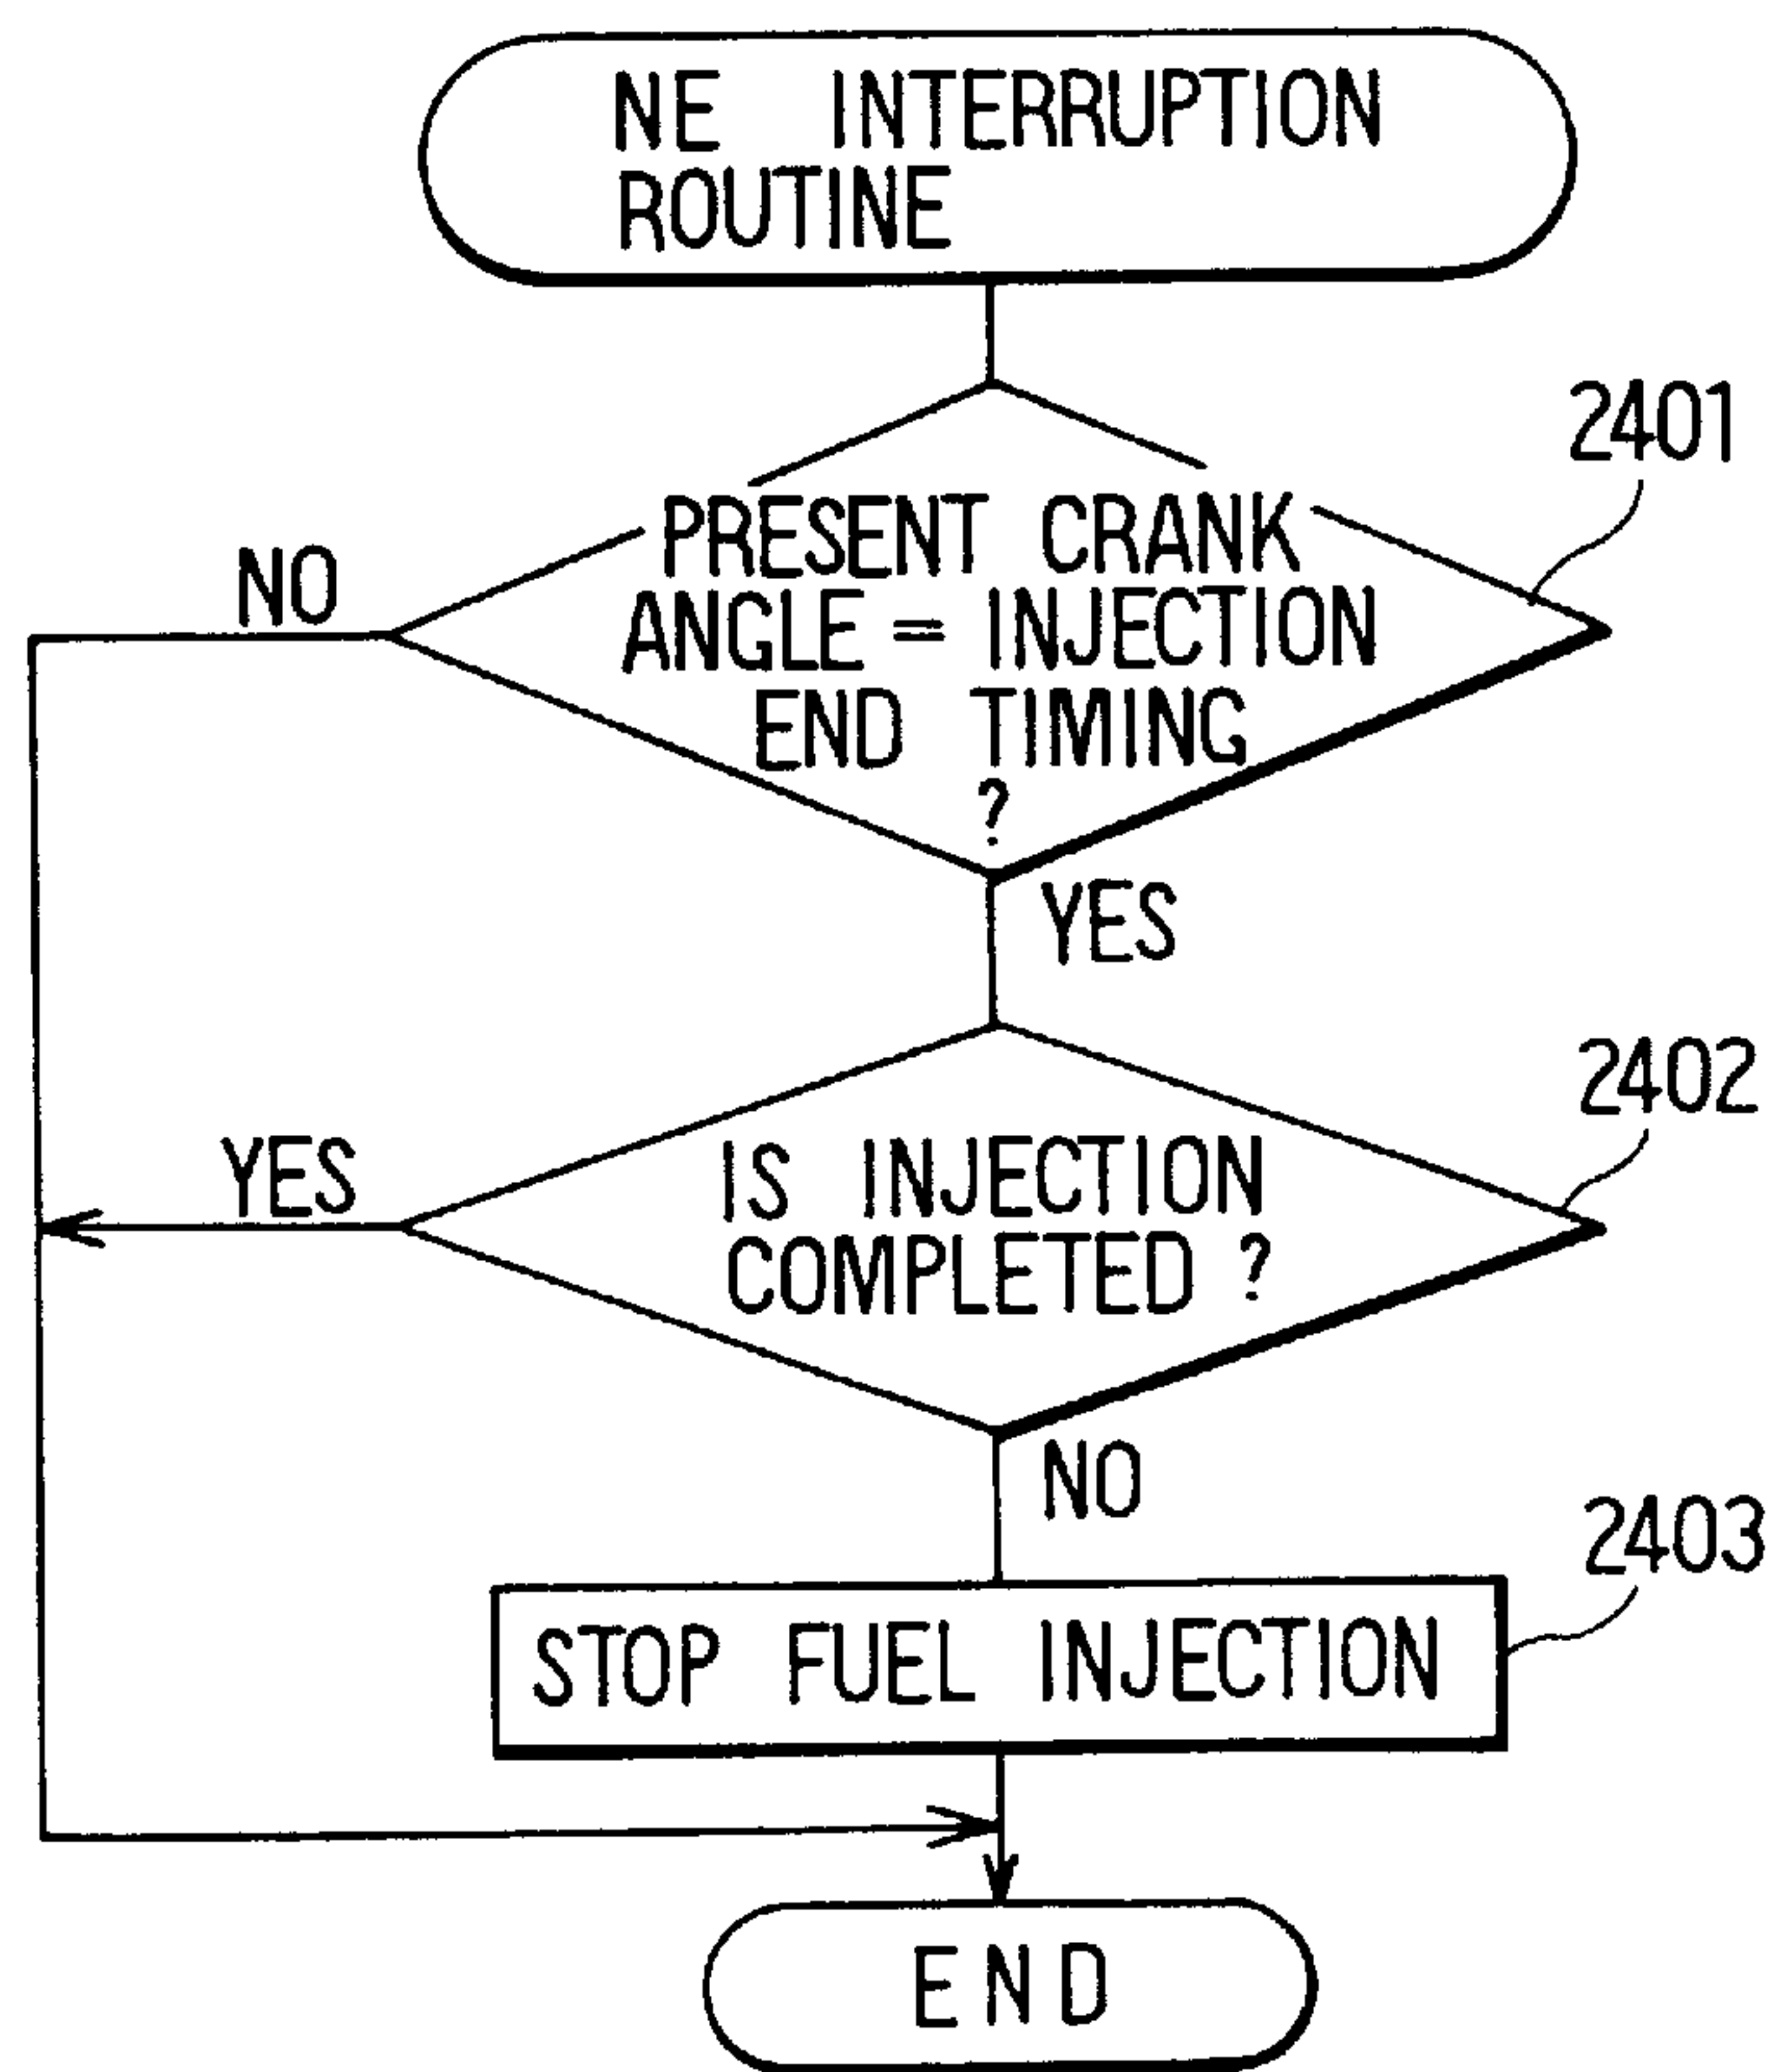 NE INTERRUPTION
ROUTINE
2401
PRESENT CRANK
ANGLE = INJECTION
END TIMING
?
NO
YES
2402
IS INJECTION
COMPLETED ?
YES
NO
2403
STOP FUEL INJECTION
END